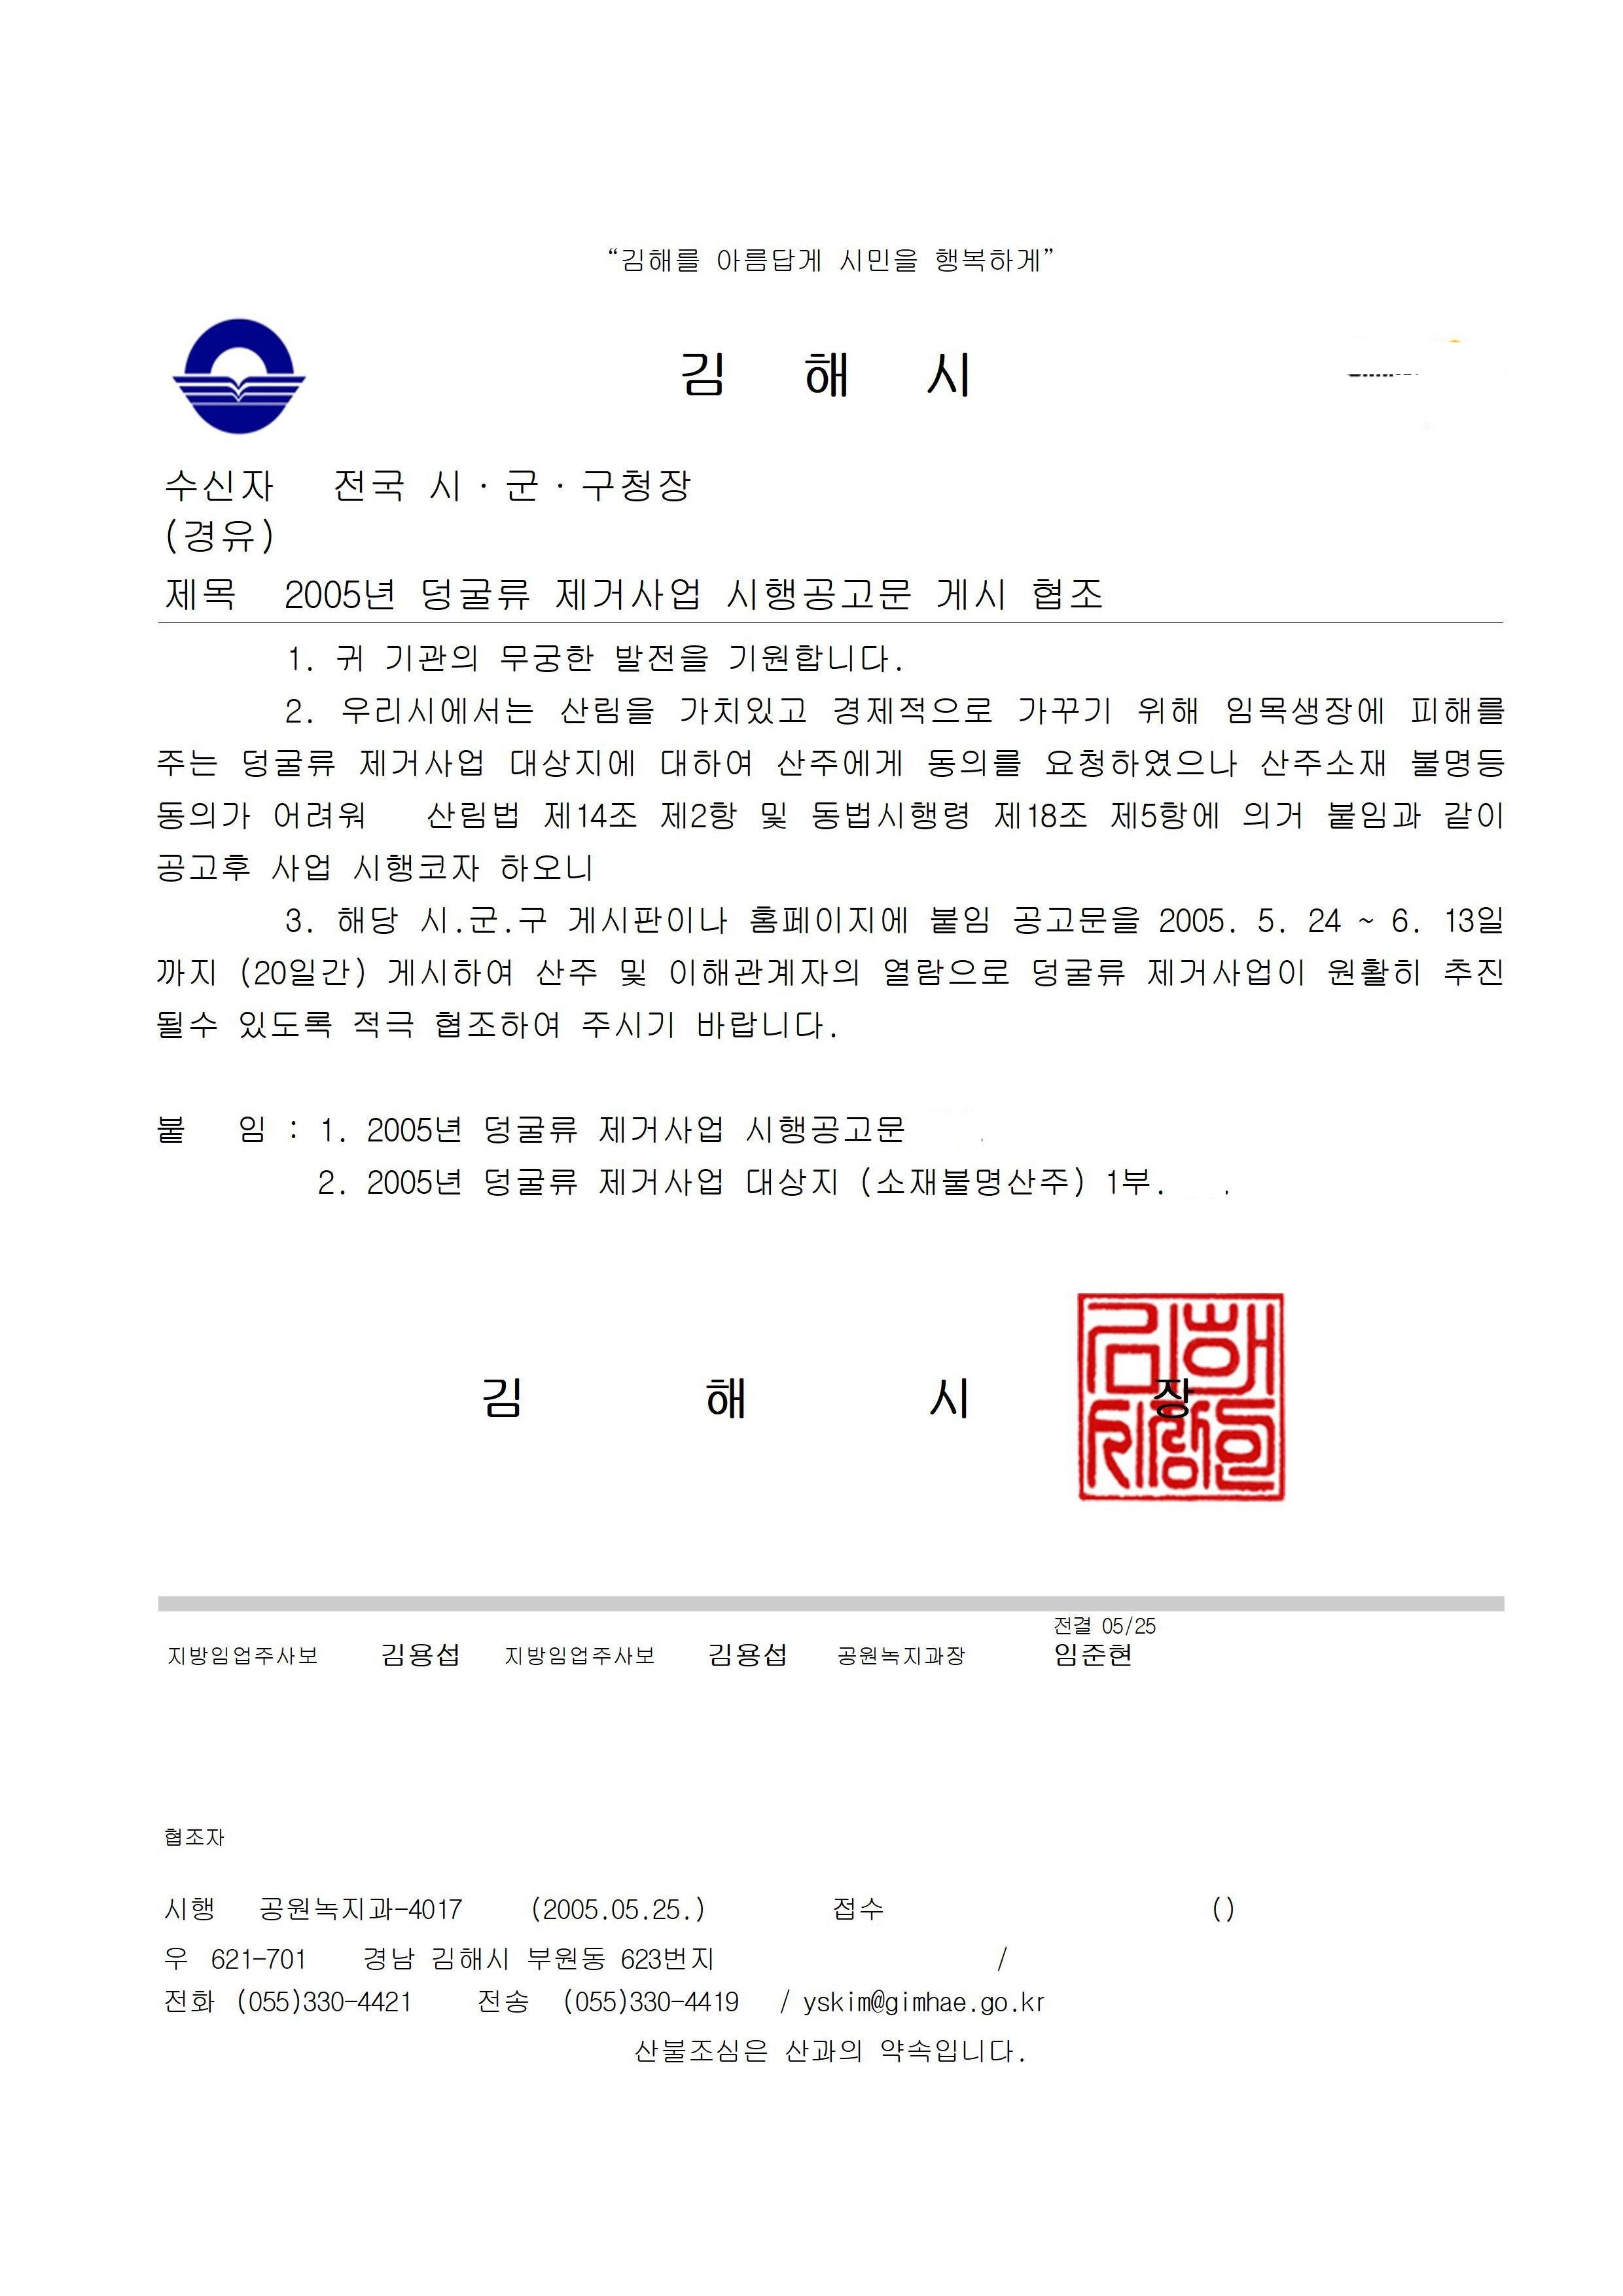 “김해를 아름답게 시민을 행복하게”
김 해 시
수신자 전국 시·군·구청장
(경유)
제목 2005년 덩굴류 제거사업 시행공고문 게시 협조
1. 귀 기관의 무궁한 발전을 기원합니다.
2. 우리시에서는 산림을 가치있고 경제적으로 가꾸기 위해 임목생장에 피해를
주는 덩굴류 제거사업 대상지에 대하여 산주에게 동의를 요청하였으나 산주소재 불명등
동의가 어려워 산림법 제14조 제2항 및 동법시행령 제18조 제5항에 의거 붙임과 같이
공고후 사업 시행코자 하오니
3. 해당 시.군.구 게시판이나 홈페이지에 붙임 공고문을 2005. 5. 24 ~ 6. 13일
까지 (20일간) 게시하여 산주 및 이해관계자의 열람으로 덩굴류 제거사업이 원활히 추진
될수 있도록 적극 협조하여 주시기 바랍니다.
붙 임 : 1. 2005년 덩굴류 제거사업 시행공고문
2. 2005년 덩굴류 제거사업 대상지 (소재불명산주) 1부.
김 해 시 장
전결 05/25
지방임업주사보 김용섭 지방임업주사보 김용섭 공원녹지과장 임준현
협조자
시행 공원녹지과-4017 (2005.05.25.) 접수 ()
우 621-701 경남 김해시 부원동 623번지 /
전화 (055)330-4421 전송 (055)330-4419 / yskim@gimhae.go.kr
산불조심은 산과의 약속입니다.